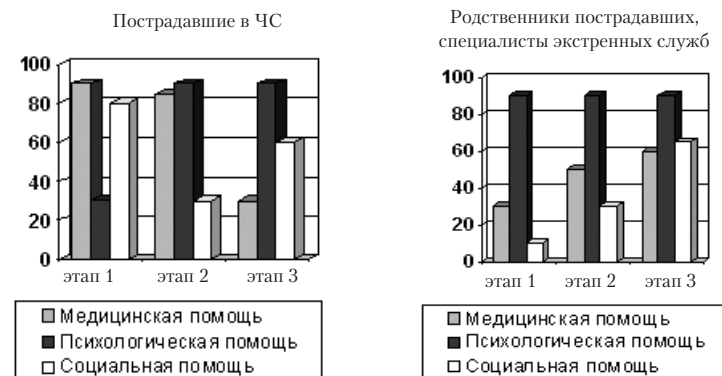 Пострадавшие в ЧС
100
80
60
40
20
0
этап 1 этап 2 этап 3
Медицинская помощь
Психологическая помощь
Социальная помощь
Родственники пострадавших,
специалисты экстренных служб
100
80
60
40
20
0
этап 1 этап 2 этап 3
Медицинская помощь
Психологическая помощь
Социальная помощь